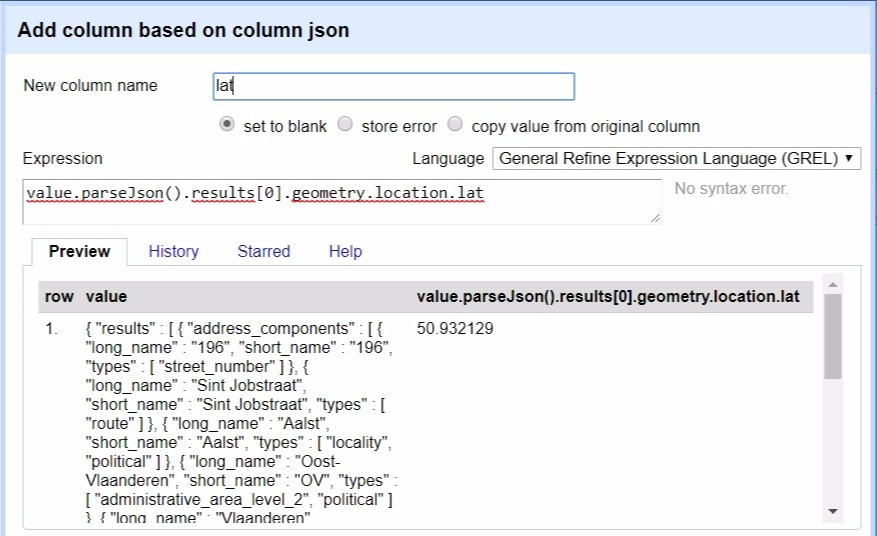 Add column based on column json
New column name lat
set to blank store error copy value from original column
Expression Language General Refine Expression Language (GREL)
value.parseJson().results[0].geometry.location.lat No syntax error.
Preview History Starred Help
row value value.parseJson().results[0].geometry.location.lat
1. { "results" : [ { "address_components" : [ { 50.932129
"long_name" : "196", "short_name" : "196",
"types" : [ "street_number" ] }, {
"long_name" : "Sint Jobstraat",
"short_name" : "Sint Jobstraat", "types" : [
"route" ] }, { "long_name" : "Aalst",
"short_name" : "Aalst", "types" : [ "locality",
"political" ] }, { "long_name" : "Oost-
Vlaanderen", "short_name" : "OV", "types" :
[ "administrative_area_level_2", "political" ]
}, { "long_name" : "Vlaanderen"